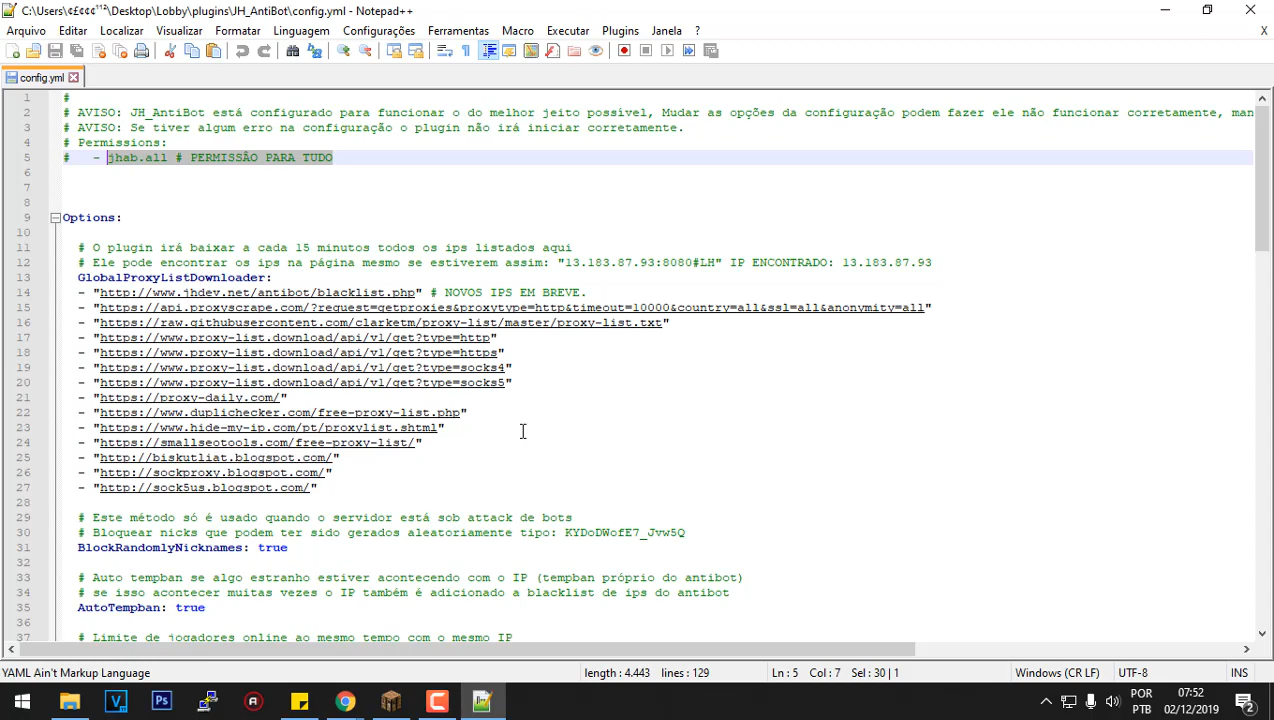 C:\Users\¢£¢¢¢¹¹²\Desktop\Lobby\plugins\JH_AntiBot\config.yml - Notepad++
Arquivo Editar Localizar Visualizar Formatar Linguagem Configurações Ferramentas Macro Executar Plugins Janela ? X
config.yml
1 #
2 # AVISO: JH_AntiBot está configurado para funcionar o do melhor jeito possível, Mudar as opções da configuração podem fazer ele não funcionar corretamente, man
3 # AVISO: Se tiver algum erro na configuração o plugin não irá iniciar corretamente.
4 # Permissions:
5 # - jhab.all # PERMISSÃO PARA TUDO
6
7
8
9 Options:
10
11 # O plugin irá baixar a cada 15 minutos todos os ips listados aqui
12 # Ele pode encontrar os ips na página mesmo se estiverem assim: "13.183.87.93:8080#LH" IP ENCONTRADO: 13.183.87.93
13 GlobalProxyListDownloader:
14 - "http://www.jhdev.net/antibot/blacklist.php" # NOVOS IPS EM BREVE.
15 - "https://api.proxyscrape.com/?request=getproxies&proxytype=http&timeout=10000&country=all&ssl=all&anonymity=all"
16 - "https://raw.githubusercontent.com/clarketm/proxy-list/master/proxy-list.txt"
17 - "https://www.proxy-list.download/api/v1/get?type=http"
18 - "https://www.proxy-list.download/api/v1/get?type=https"
19 - "https://www.proxy-list.download/api/v1/get?type=socks4"
20 - "https://www.proxy-list.download/api/v1/get?type=socks5"
21 - "https://proxy-daily.com/"
22 - "https://www.duplichecker.com/free-proxy-list.php"
23 - "https://www.hide-my-ip.com/pt/proxylist.shtml"
24 - "https://smallseotools.com/free-proxy-list/"
25 - "http://biskutliat.blogspot.com/"
26 - "http://sockproxy.blogspot.com/"
27 - "http://sock5us.blogspot.com/"
28
29 # Este método só é usado quando o servidor está sob attack de bots
30 # Bloquear nicks que podem ter sido gerados aleatoriamente tipo: KYDoDWofE7_Jvw5Q
31 BlockRandomlyNicknames: true
32
33 # Auto tempban se algo estranho estiver acontecendo com o IP (tempban próprio do antibot)
34 # se isso acontecer muitas vezes o IP também é adicionado a blacklist de ips do antibot
35 AutoTempban: true
36
37 # Limite de jogadores online ao mesmo tempo com o mesmo IP
YAML Ain't Markup Language length : 4.443 lines : 129 Ln : 5 Col : 7 Sel : 30 | 1 Windows (CR LF) UTF-8 INS
POR 07:52
PTB 02/12/2019 2